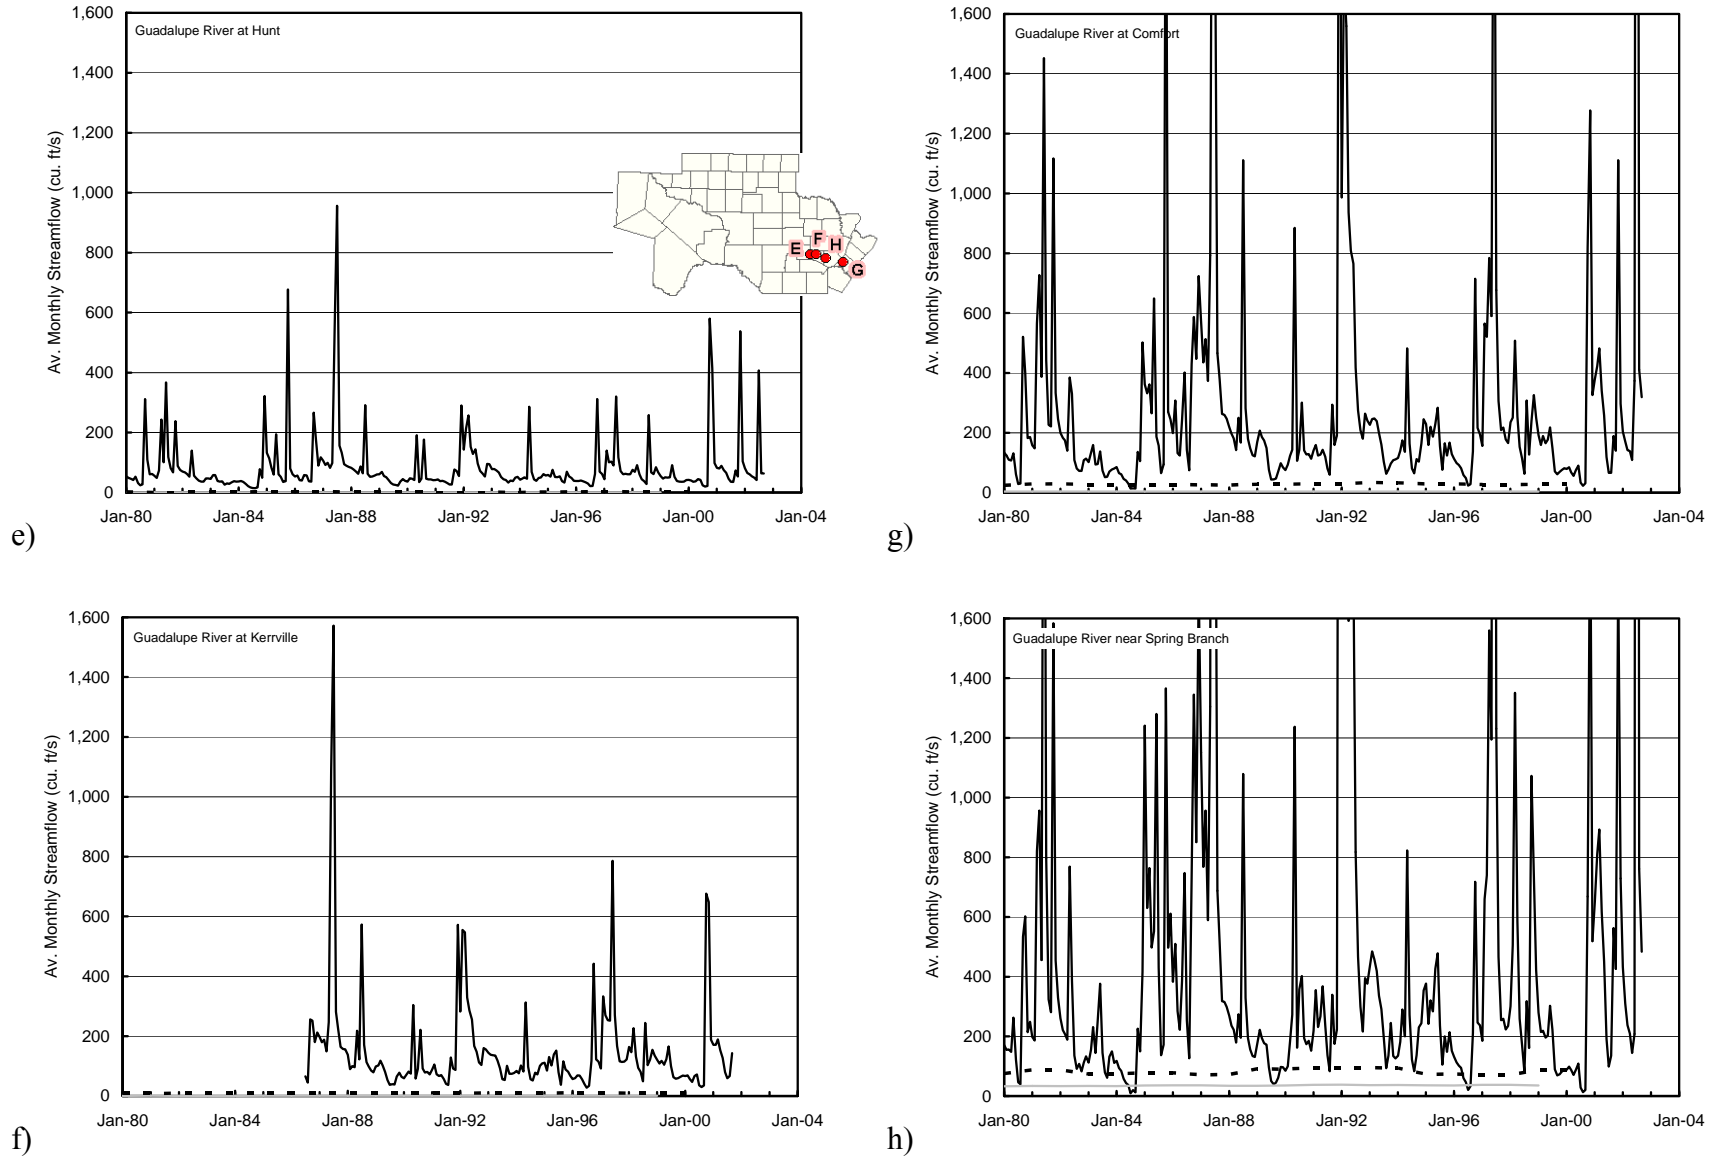 Guadalupe River at Hunt
Av. Monthly Streamflow (cu. ft/s)
1,600
1,400
1,200
1,000
800
600
400
200
0
Jan-80 Jan-84 Jan-88 Jan-92 Jan-96 Jan-00 Jan-04
E F H G
e)
Guadalupe River at Comfort
Av. Monthly Streamflow (cu. ft/s)
1,600
1,400
1,200
1,000
800
600
400
200
0
Jan-80 Jan-84 Jan-88 Jan-92 Jan-96 Jan-00 Jan-04
g)
Guadalupe River at Kerrville
Av. Monthly Streamflow (cu. ft/s)
1,600
1,400
1,200
1,000
800
600
400
200
0
Jan-80 Jan-84 Jan-88 Jan-92 Jan-96 Jan-00 Jan-04
f)
Guadalupe River near Spring Branch
Av. Monthly Streamflow (cu. ft/s)
1,600
1,400
1,200
1,000
800
600
400
200
0
Jan-80 Jan-84 Jan-88 Jan-92 Jan-96 Jan-00 Jan-04
h)